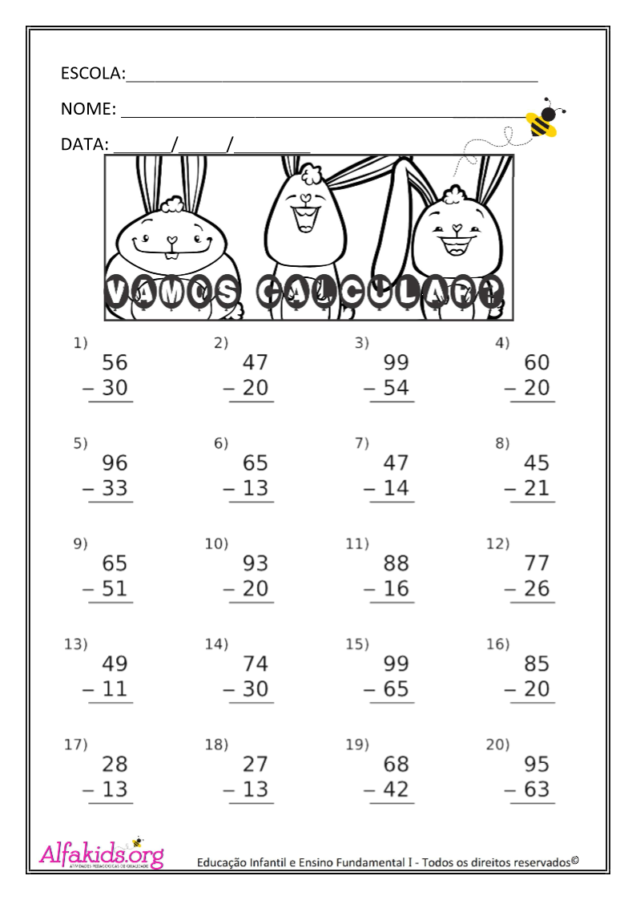 ESCOLA:
NOME:
DATA: / /
VAMOS CALCULAR?
1) 2) 3) 4)
56 47 99 60
− 30 − 20 − 54 − 20
5) 6) 7) 8)
96 65 47 45
− 33 − 13 − 14 − 21
9) 10) 11) 12)
65 93 88 77
− 51 − 20 − 16 − 26
13) 14) 15) 16)
49 74 99 85
− 11 − 30 − 65 − 20
17) 18) 19) 20)
28 27 68 95
− 13 − 13 − 42 − 63
Alfakids.org
Educação Infantil e Ensino Fundamental I - Todos os direitos reservados©